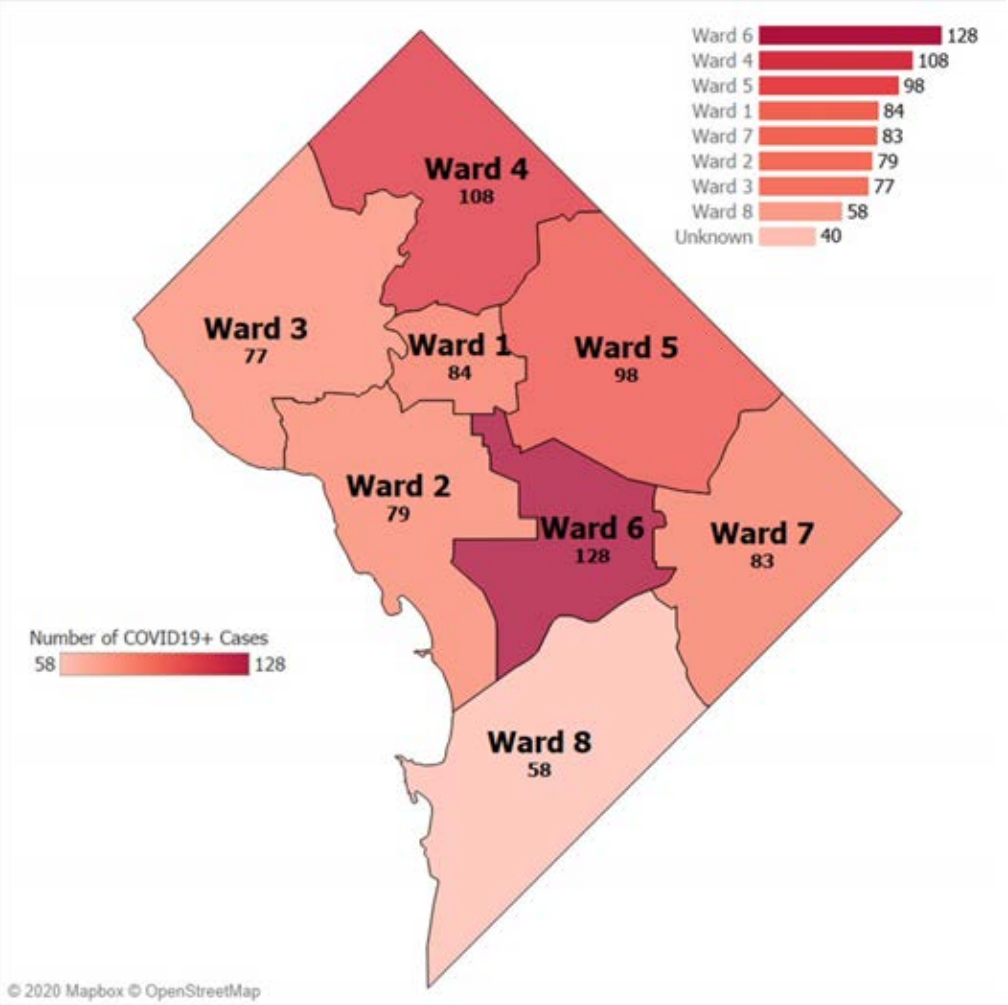 Ward 6 128
Ward 4 108
Ward 5 98
Ward 1 84
Ward 7 83
Ward 2 79
Ward 3 77
Ward 8 58
Unknown 40
Ward 4
108
Ward 3
77
Ward 1
84
Ward 5
98
Ward 2
79
Ward 6
128
Ward 7
83
Number of COVID19+ Cases
58 128
Ward 8
58
© 2020 Mapbox © OpenStreetMap